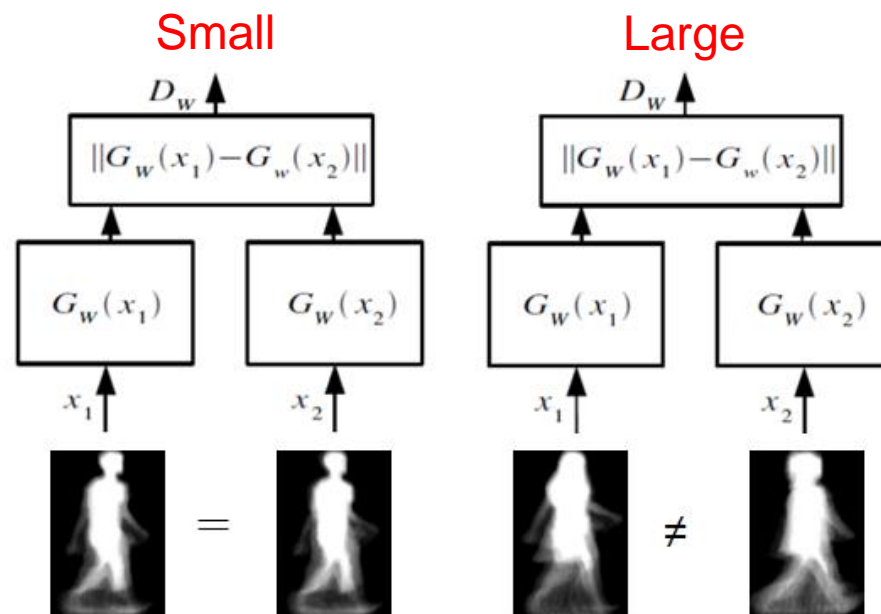 Small Large
D_W D_W
||G_W(x_1)−G_w(x_2)|| ||G_W(x_1)−G_w(x_2)||
G_W(x_1) G_W(x_2) G_W(x_1) G_W(x_2)
x_1 x_2 x_1 x_2
= ≠